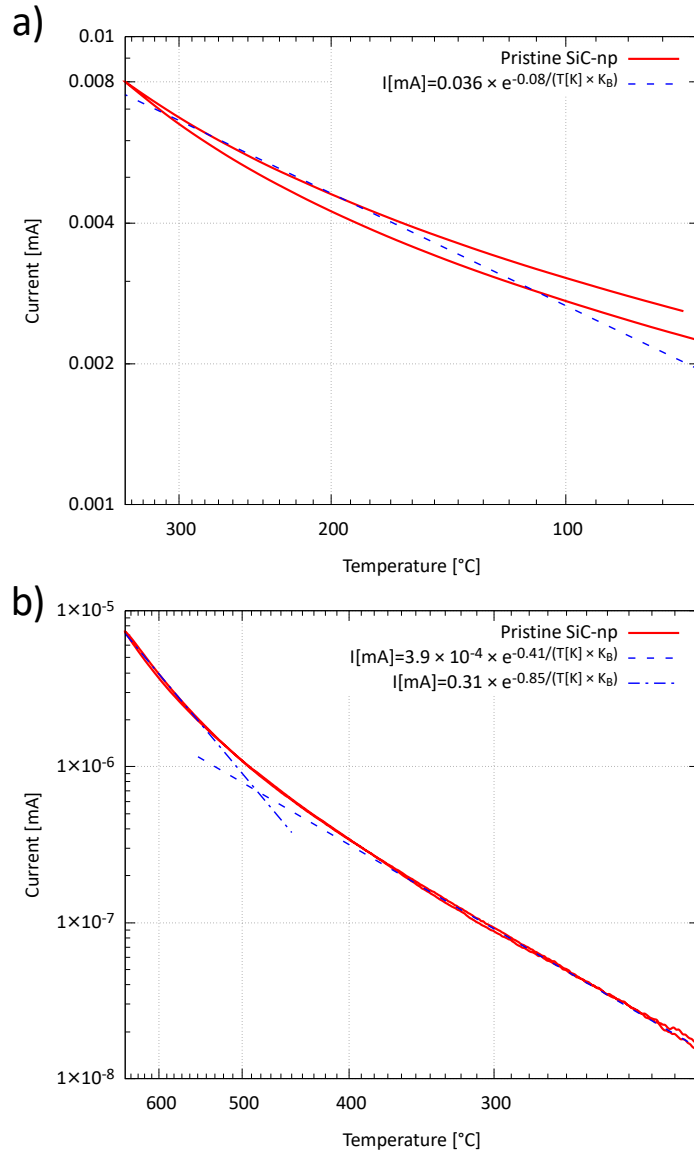 a)
0.01
0.008
0.004
0.002
0.001
Current [mA]
Pristine SiC-np
I[mA]=0.036 × e^-0.08/(T[K] × K_B)
300 200 100
Temperature [°C]
b)
1×10^-5
1×10^-6
1×10^-7
1×10^-8
Current [mA]
Pristine SiC-np
I[mA]=3.9 × 10^-4 × e^-0.41/(T[K] × K_B)
I[mA]=0.31 × e^-0.85/(T[K] × K_B)
600 500 400 300
Temperature [°C]